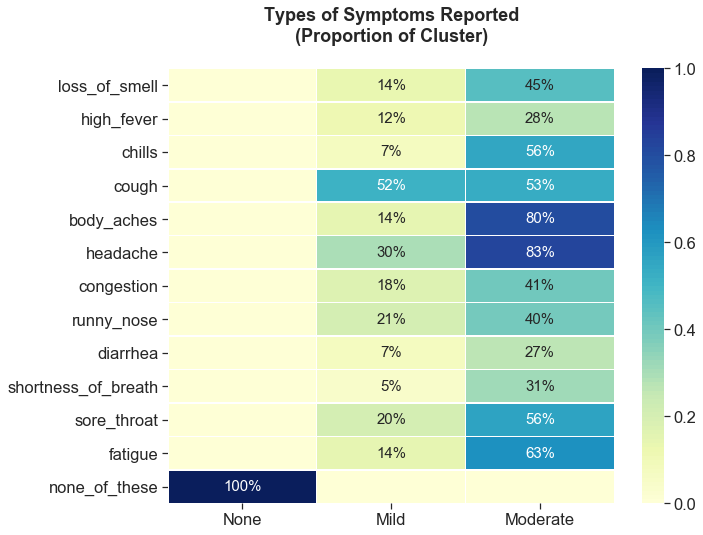 Types of Symptoms Reported
(Proportion of Cluster)
loss_of_smell 14% 45%
high_fever 12% 28%
chills 7% 56%
cough 52% 53%
body_aches 14% 80%
headache 30% 83%
congestion 18% 41%
runny_nose 21% 40%
diarrhea 7% 27%
shortness_of_breath 5% 31%
sore_throat 20% 56%
fatigue 14% 63%
none_of_these 100%
None Mild Moderate
1.0
0.8
0.6
0.4
0.2
0.0